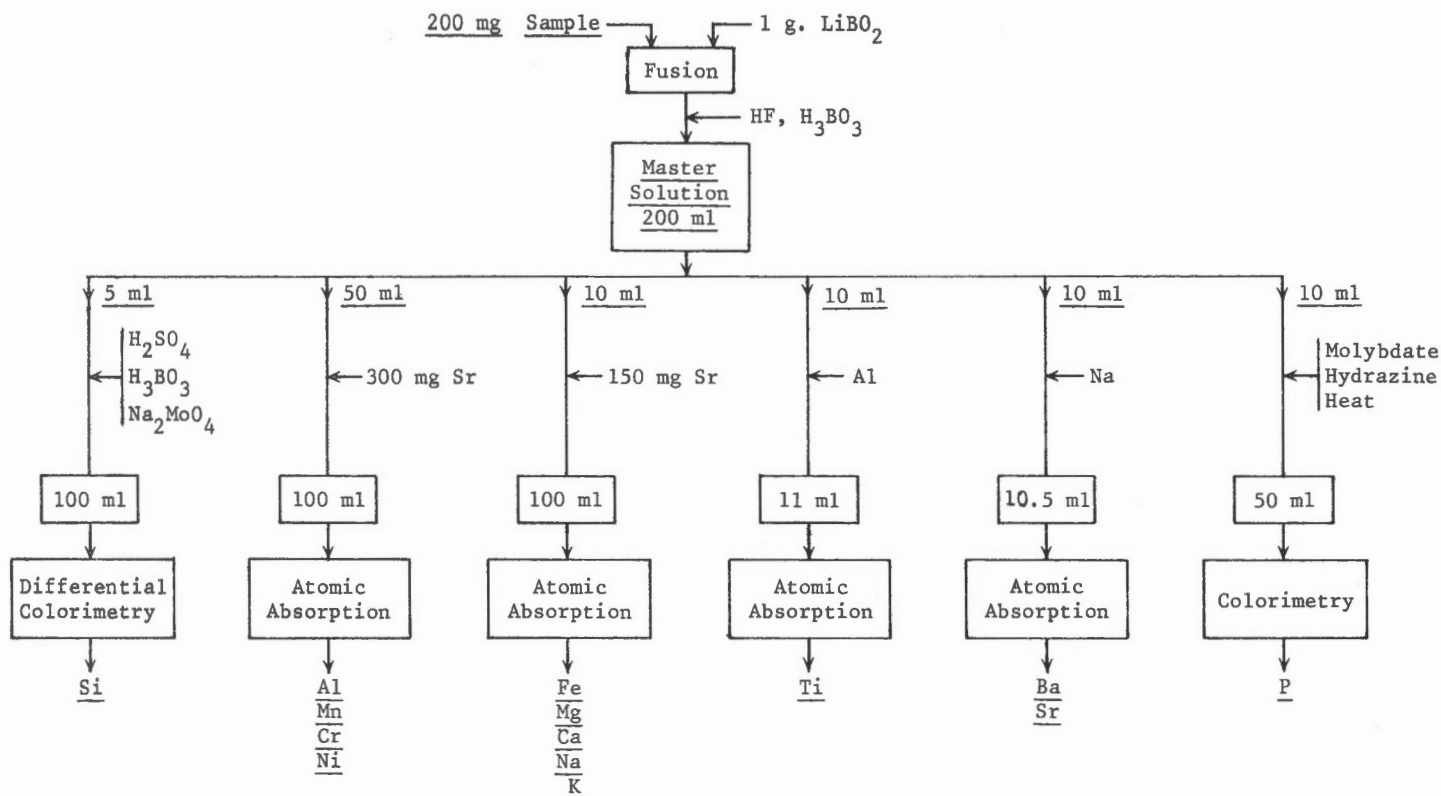 200 mg Sample
1 g. LiBO2
Fusion
HF, H3BO3
Master
Solution
200 ml
5 ml
50 ml
10 ml
10 ml
10 ml
10 ml
H2SO4
H3BO3
Na2MoO4
300 mg Sr
150 mg Sr
Al
Na
Molybdate
Hydrazine
Heat
100 ml
100 ml
100 ml
11 ml
10.5 ml
50 ml
Differential
Colorimetry
Atomic
Absorption
Atomic
Absorption
Atomic
Absorption
Atomic
Absorption
Colorimetry
Si
Al
Mn
Cr
Ni
Fe
Mg
Ca
Na
K
Ti
Ba
Sr
P